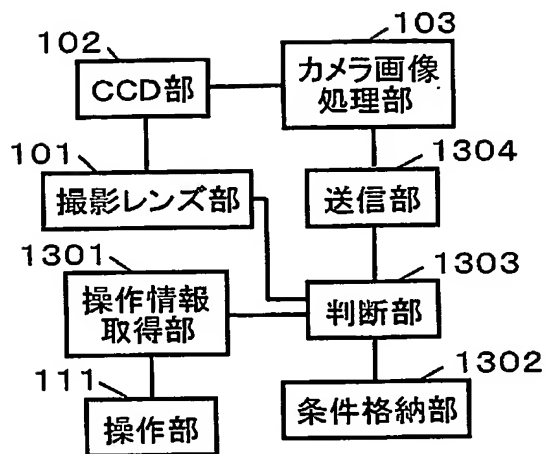 102
CCD部
103
カメラ画像
処理部
101
撮影レンズ部
1304
送信部
1301
操作情報
取得部
1303
判断部
111
操作部
1302
条件格納部